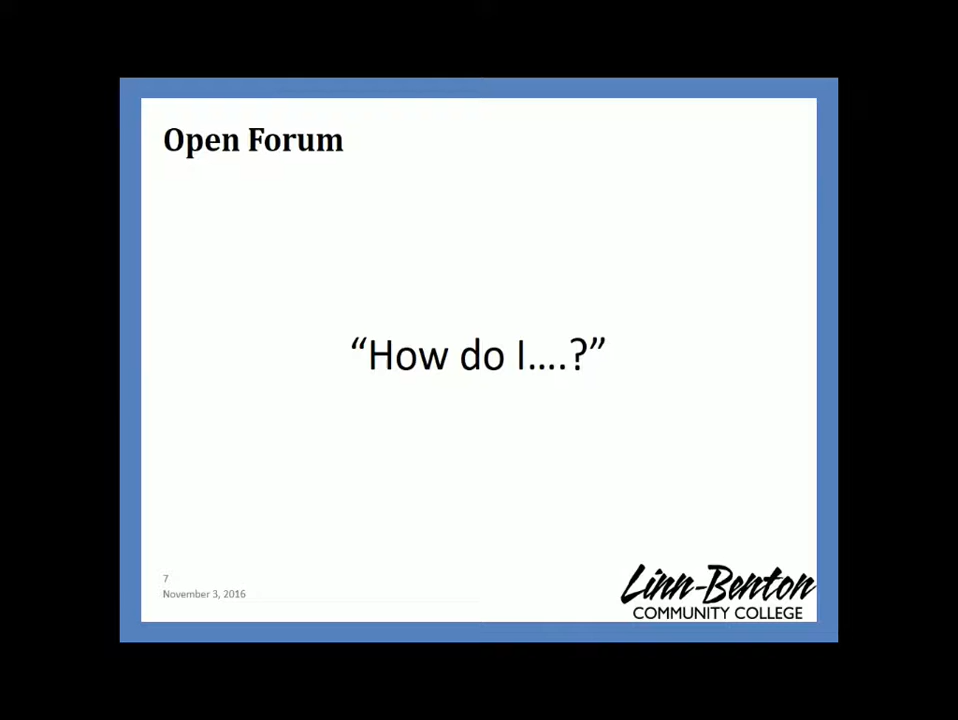 Open Forum
“How do I....?”
7
November 3, 2016
Linn-Benton
COMMUNITY COLLEGE